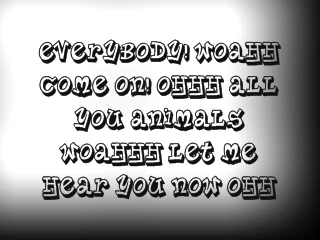 everybody! woahh
come on! ohhh all
you animals
woahhh let me
hear you now ohh